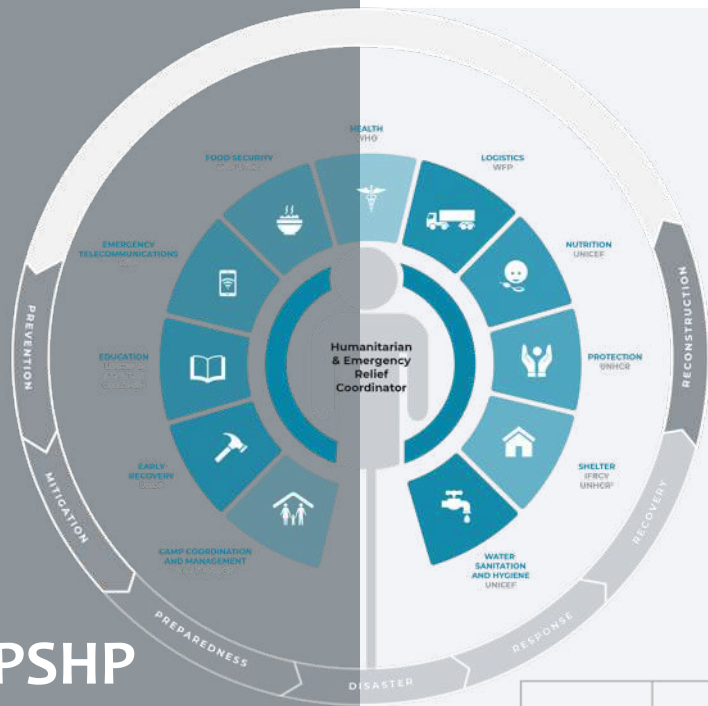 HEALTH
WHO
FOOD SECURITY
LOGISTICS
WFP
EMERGENCY
TELECOMMUNICATIONS
NUTRITION
UNICEF
PREVENTION
RECONSTRUCTION
Humanitarian
& Emergency
Relief
Coordinator
EDUCATION
PROTECTION
UNHCR
EARLY
RECOVERY
SHELTER
UNHCR
MITIGATION
RECOVERY
CAMP COORDINATION
AND MANAGEMENT
WATER
SANITATION
AND HYGIENE
UNICEF
PREPAREDNESS
RESPONSE
DISASTER
PSHP